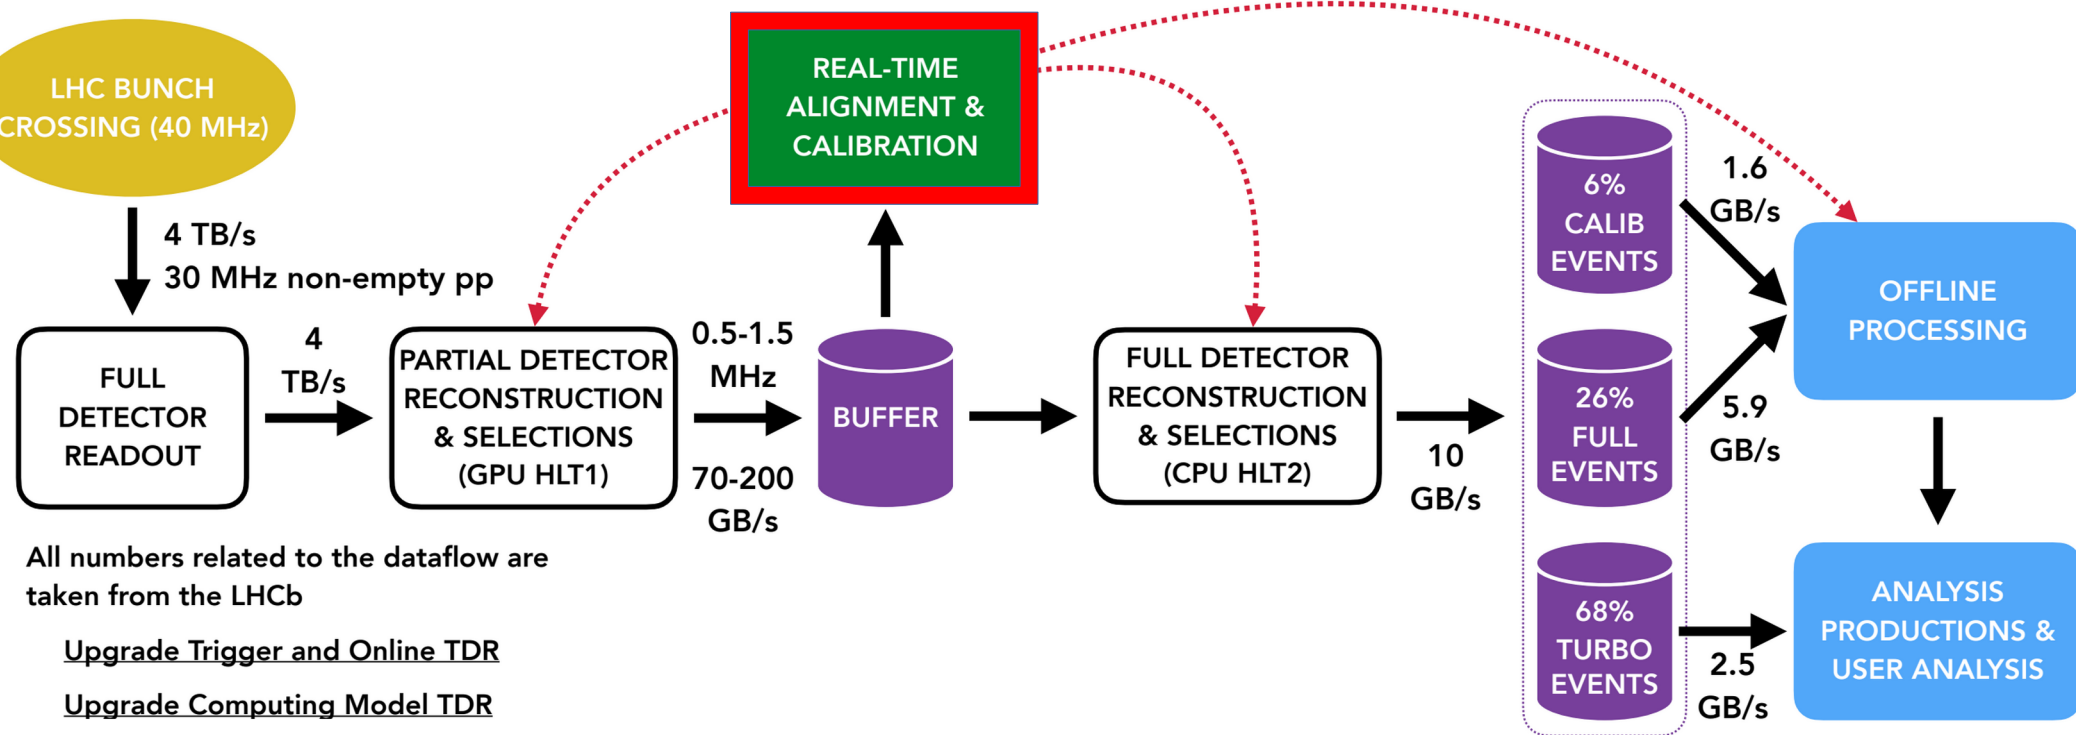 LHC BUNCH
CROSSING (40 MHz)
4 TB/s
30 MHz non-empty pp
FULL
DETECTOR
READOUT
4
TB/s
PARTIAL DETECTOR
RECONSTRUCTION
& SELECTIONS
(GPU HLT1)
0.5-1.5
MHz
70-200
GB/s
BUFFER
REAL-TIME
ALIGNMENT &
CALIBRATION
FULL DETECTOR
RECONSTRUCTION
& SELECTIONS
(CPU HLT2)
10
GB/s
6%
CALIB
EVENTS
26%
FULL
EVENTS
68%
TURBO
EVENTS
1.6
GB/s
5.9
GB/s
2.5
GB/s
OFFLINE
PROCESSING
ANALYSIS
PRODUCTIONS &
USER ANALYSIS
All numbers related to the dataflow are
taken from the LHCb
Upgrade Trigger and Online TDR
Upgrade Computing Model TDR